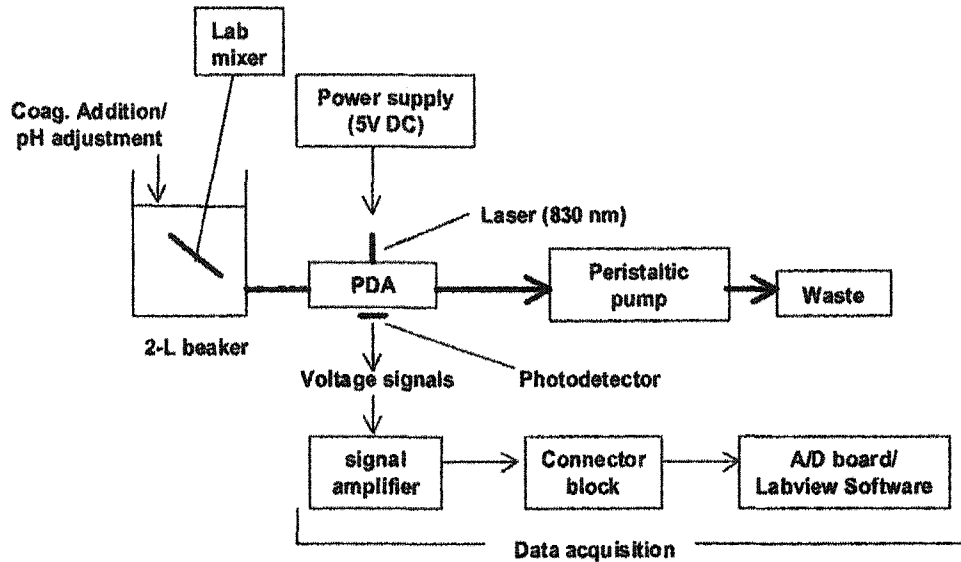 Lab
mixer
Coag. Addition/
pH adjustment
Power supply
(5V DC)
Laser (830 nm)
PDA
Peristaltic
pump
Waste
2-L beaker
Voltage signals
Photodetector
signal
amplifier
Connector
block
A/D board/
Labview Software
Data acquisition